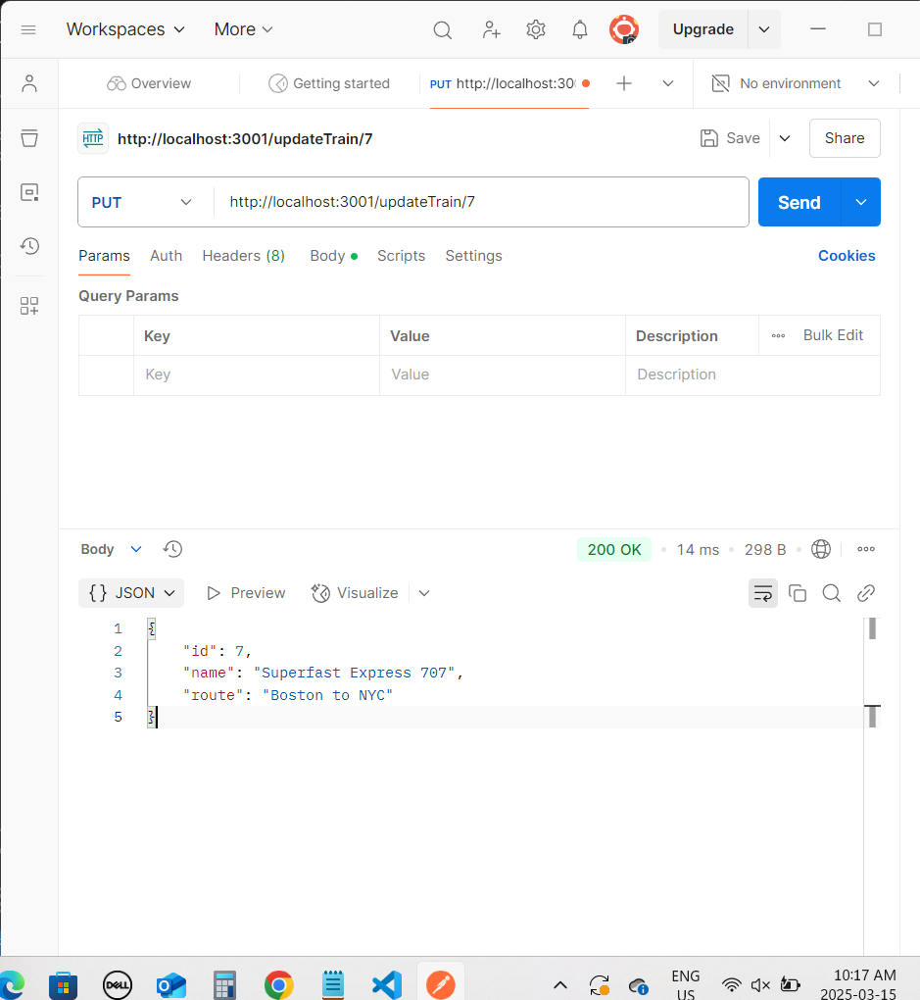 Workspaces More Upgrade
Overview Getting started PUT http://localhost:30 No environment
HTTP http://localhost:3001/updateTrain/7 Save Share
PUT http://localhost:3001/updateTrain/7 Send
Params Auth Headers (8) Body Scripts Settings Cookies
Query Params
Key Value Description Bulk Edit
Key Value Description
Body 200 OK 14 ms 298 B
{} JSON Preview Visualize
1 {
2 "id": 7,
3 "name": "Superfast Express 707",
4 "route": "Boston to NYC"
5 }
DELL ENG 10:17 AM
US 2025-03-15